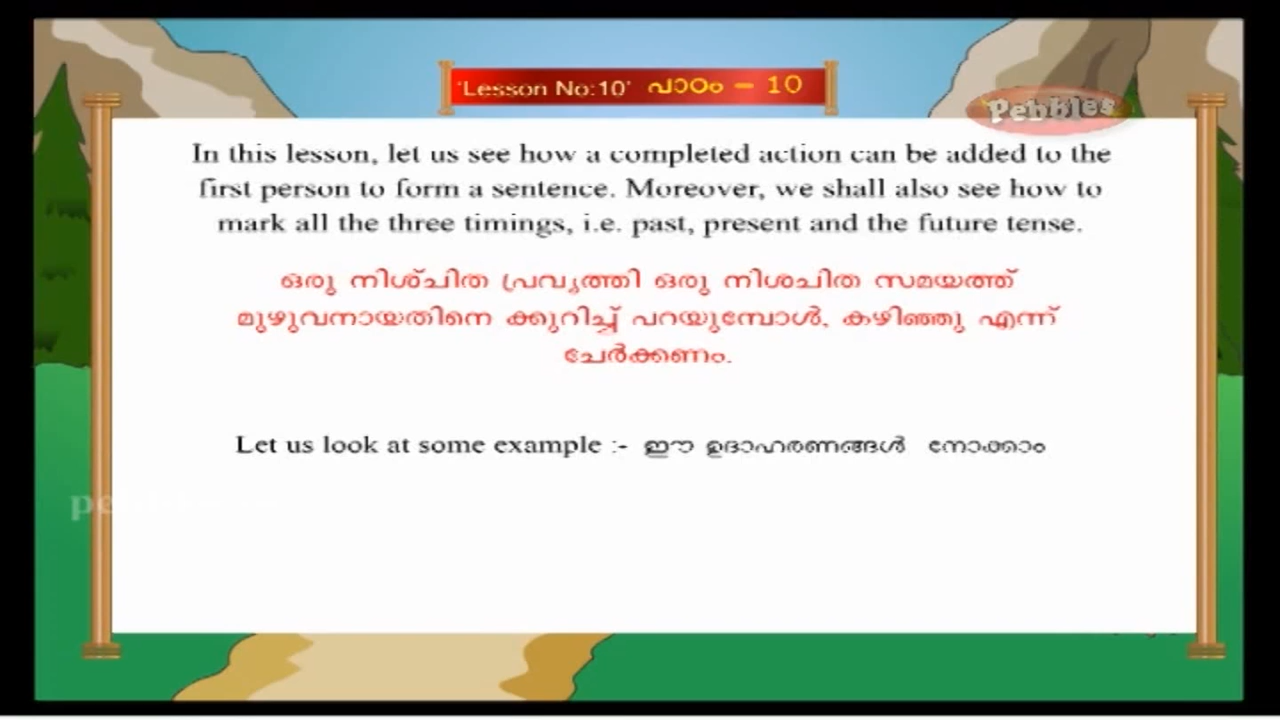 'Lesson No:10' പാഠം – 10
Pebbles
In this lesson, let us see how a completed action can be added to the
first person to form a sentence. Moreover, we shall also see how to
mark all the three timings, i.e. past, present and the future tense.
ഒരു നിശ്ചിത പ്രവൃത്തി ഒരു നിശചിത സമയത്ത്
മുഴുവനായതിനെ ക്കുറിച്ച് പറയുമ്പോൾ, കഴിഞ്ഞു എന്ന്
ചേർക്കണം.
Let us look at some example :- ഈ ഉദാഹരണങ്ങൾ നോക്കാം